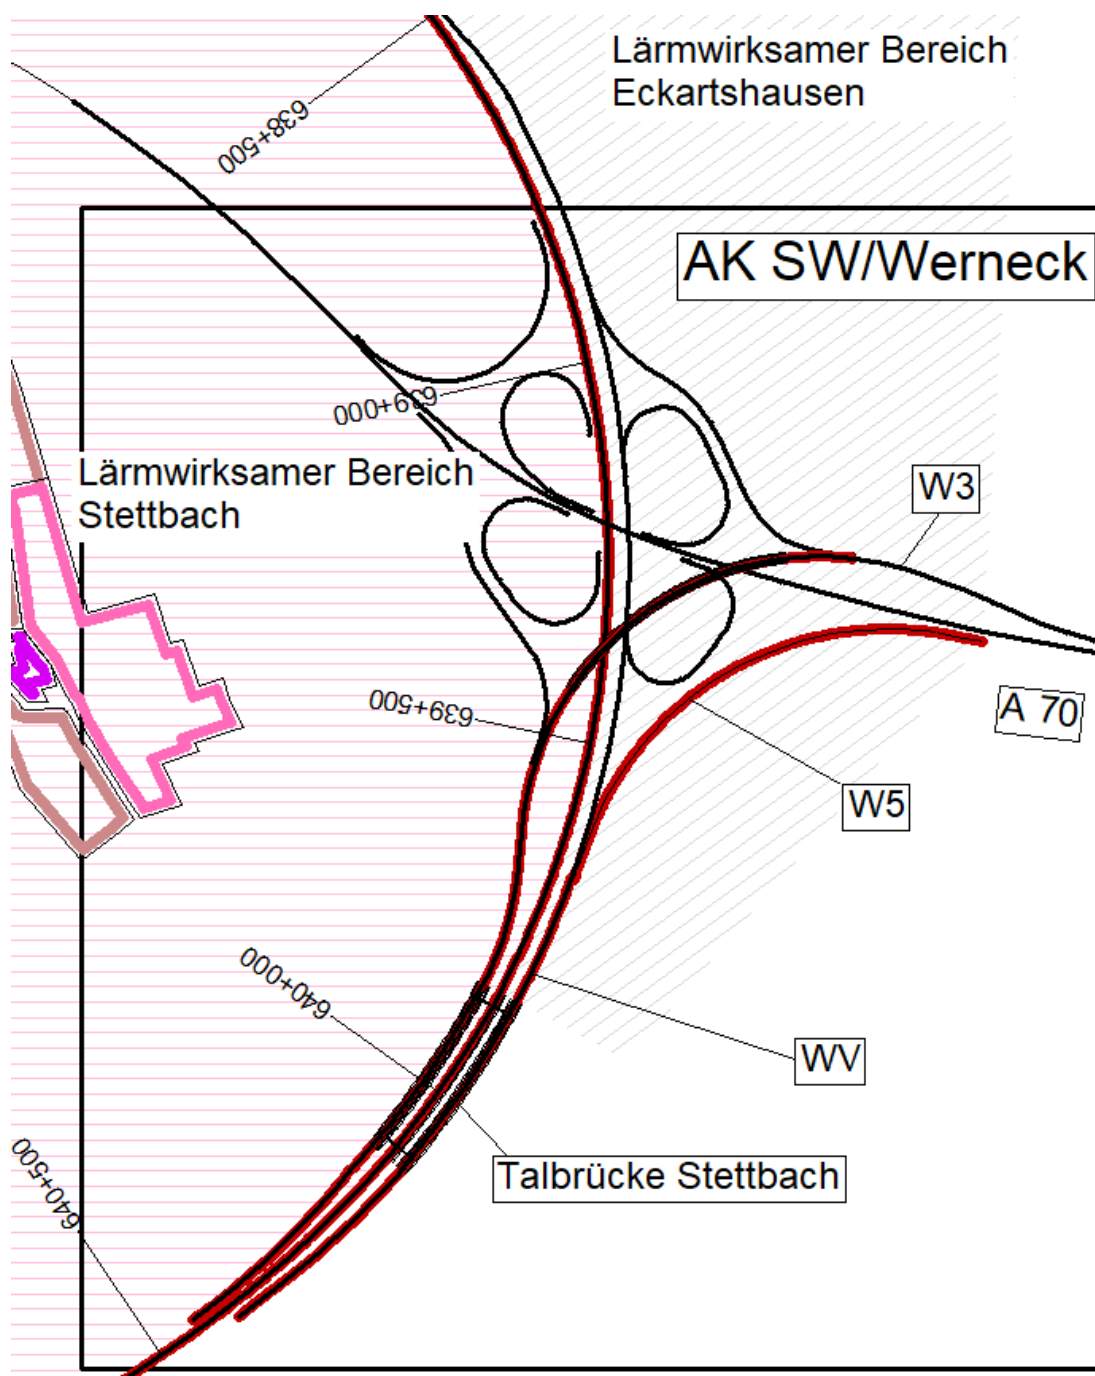 Lärmwirksamer Bereich
Eckartshausen
638+500
AK SW/Werneck
639+000
Lärmwirksamer Bereich
Stettbach
W3
639+500
A 70
W5
640+000
WV
640+500
Talbrücke Stettbach